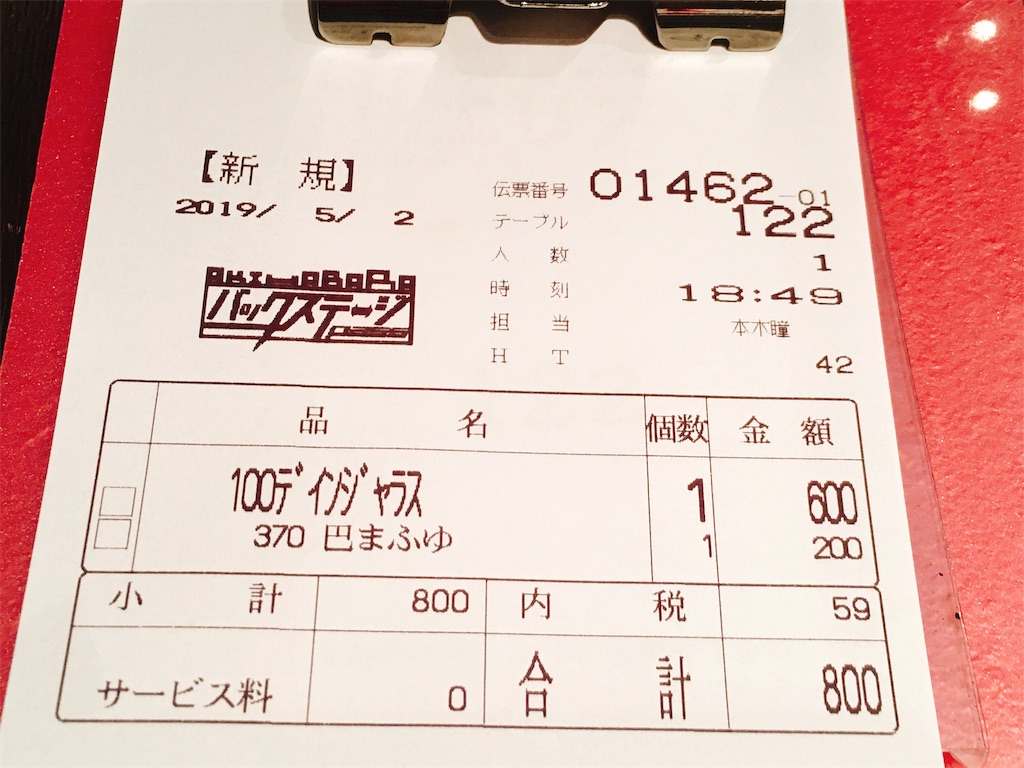 【新 規】
2019/ 5/ 2
AKIHABARA
バックステージ
伝票番号 01462-01
テーブル 122
人 数 1
時 刻 18:49
担 当 本木瞳
H T 42
品 名 個数 金 額
100デインジャラス 1 600
370 巴まふゆ 1 200
小 計 800 内 税 59
サービス料 0 合 計 800